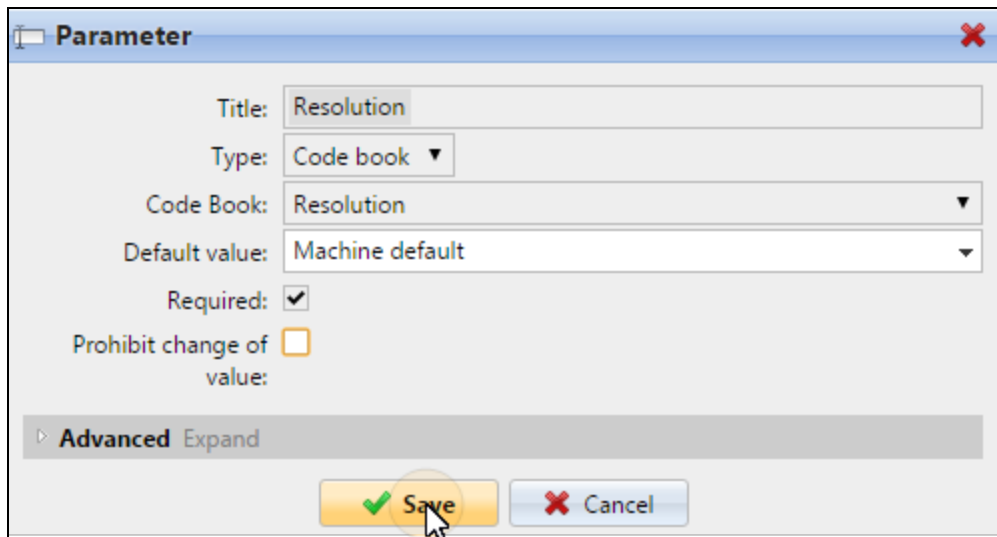 Parameter
Title: Resolution
Type: Code book
Code Book: Resolution
Default value: Machine default
Required:
Prohibit change of
value:
Advanced Expand
Save Cancel